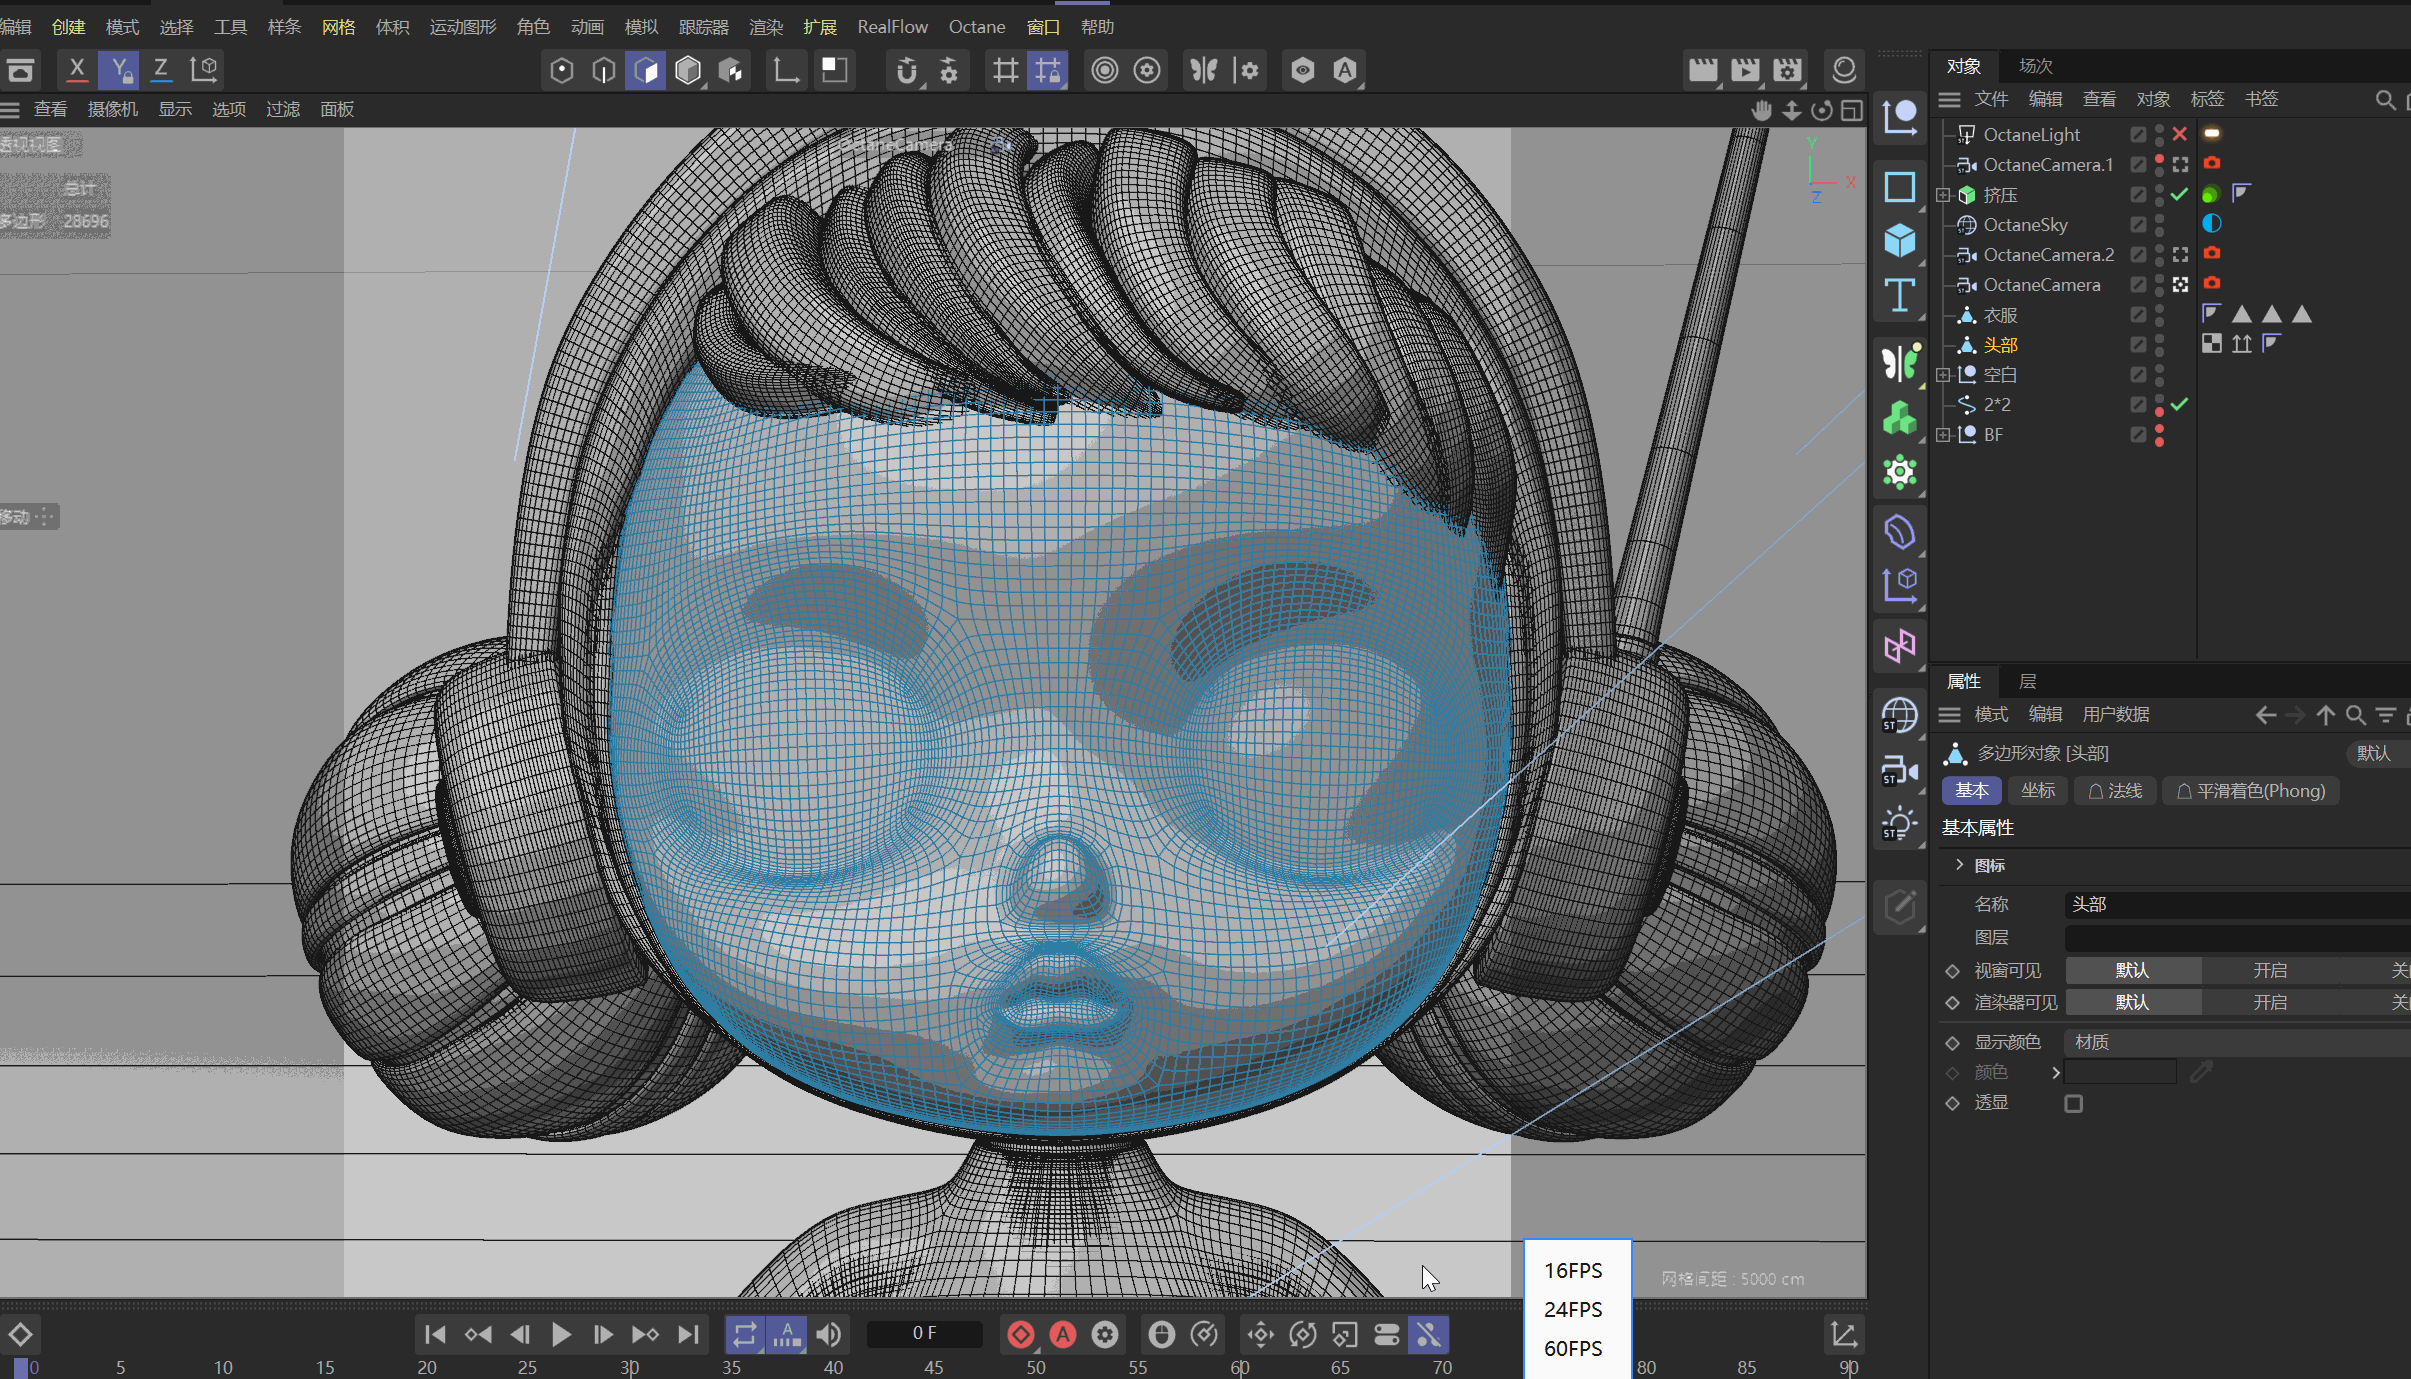 编辑 创建 模式 选择 工具 样条 网格 体积 运动图形 角色 动画 模拟 跟踪器 渲染 扩展 RealFlow Octane 窗口 帮助
X Y Z
查看 摄像机 显示 选项 过滤 面板
透视视图
OctaneCamera
总计
多边形 28696
移动
Y
X
Z
网格间距 : 5000 cm
16FPS
24FPS
60FPS
0 F
0 5 10 15 20 25 30 35 40 45 50 55 60 65 70 80 85 90
对象 场次
文件 编辑 查看 对象 标签 书签
OctaneLight
OctaneCamera.1
挤压
OctaneSky
OctaneCamera.2
OctaneCamera
衣服
头部
空白
2*2
BF
属性 层
模式 编辑 用户数据
多边形对象 [头部]
默认
基本 坐标 法线 平滑着色(Phong)
基本属性
图标
名称 头部
图层
视窗可见 默认 开启
渲染器可见 默认 开启
显示颜色 材质
颜色
透显